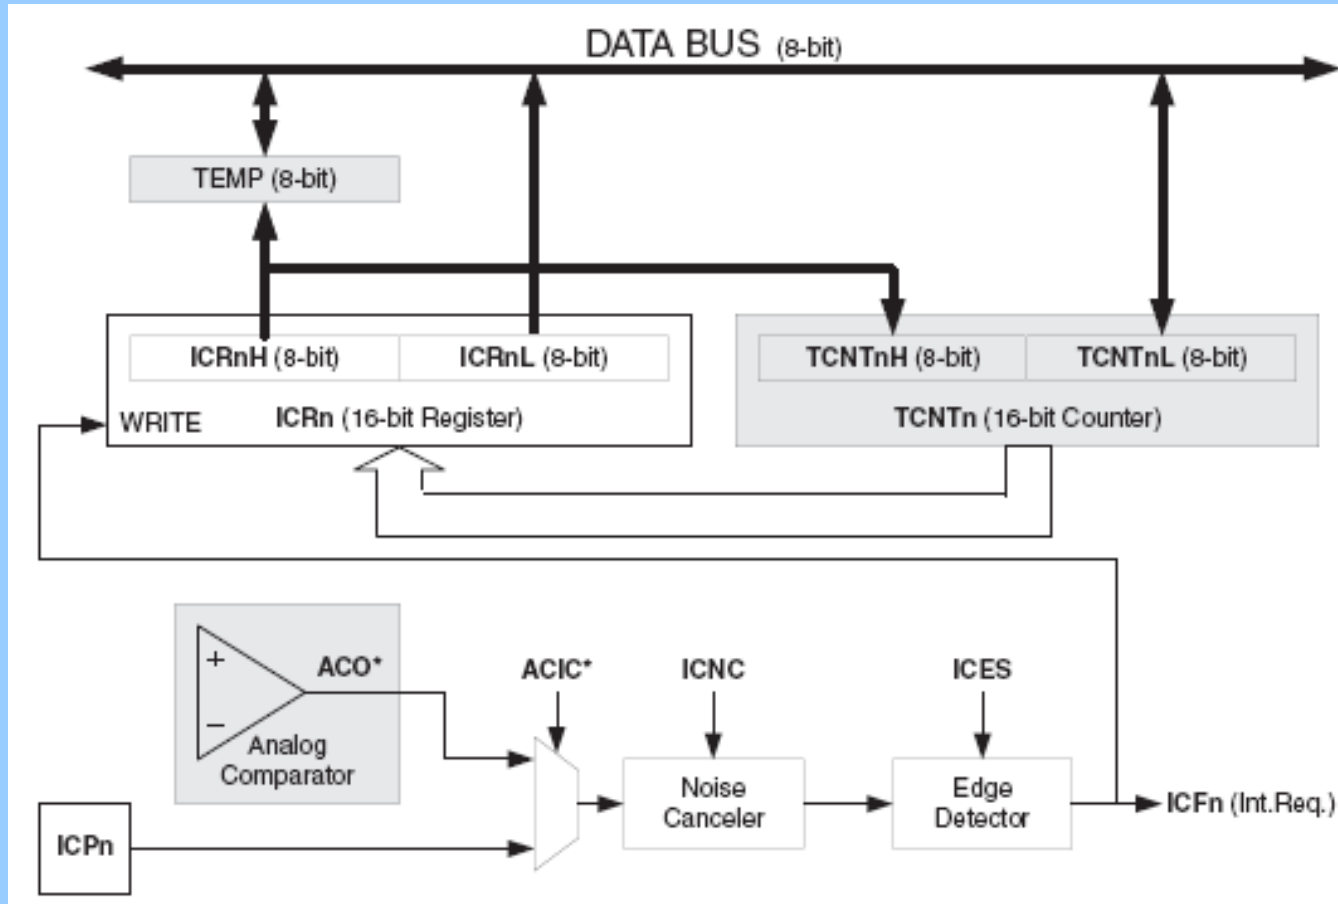 DATA BUS (8-bit)
TEMP (8-bit)
ICRnH (8-bit) ICRnL (8-bit) TCNTnH (8-bit) TCNTnL (8-bit)
WRITE ICRn (16-bit Register) TCNTn (16-bit Counter)
+
ACO* ACIC* ICNC ICES
−
Analog
Comparator
Noise
Canceler
Edge
Detector
ICFn (Int.Req.)
ICPn